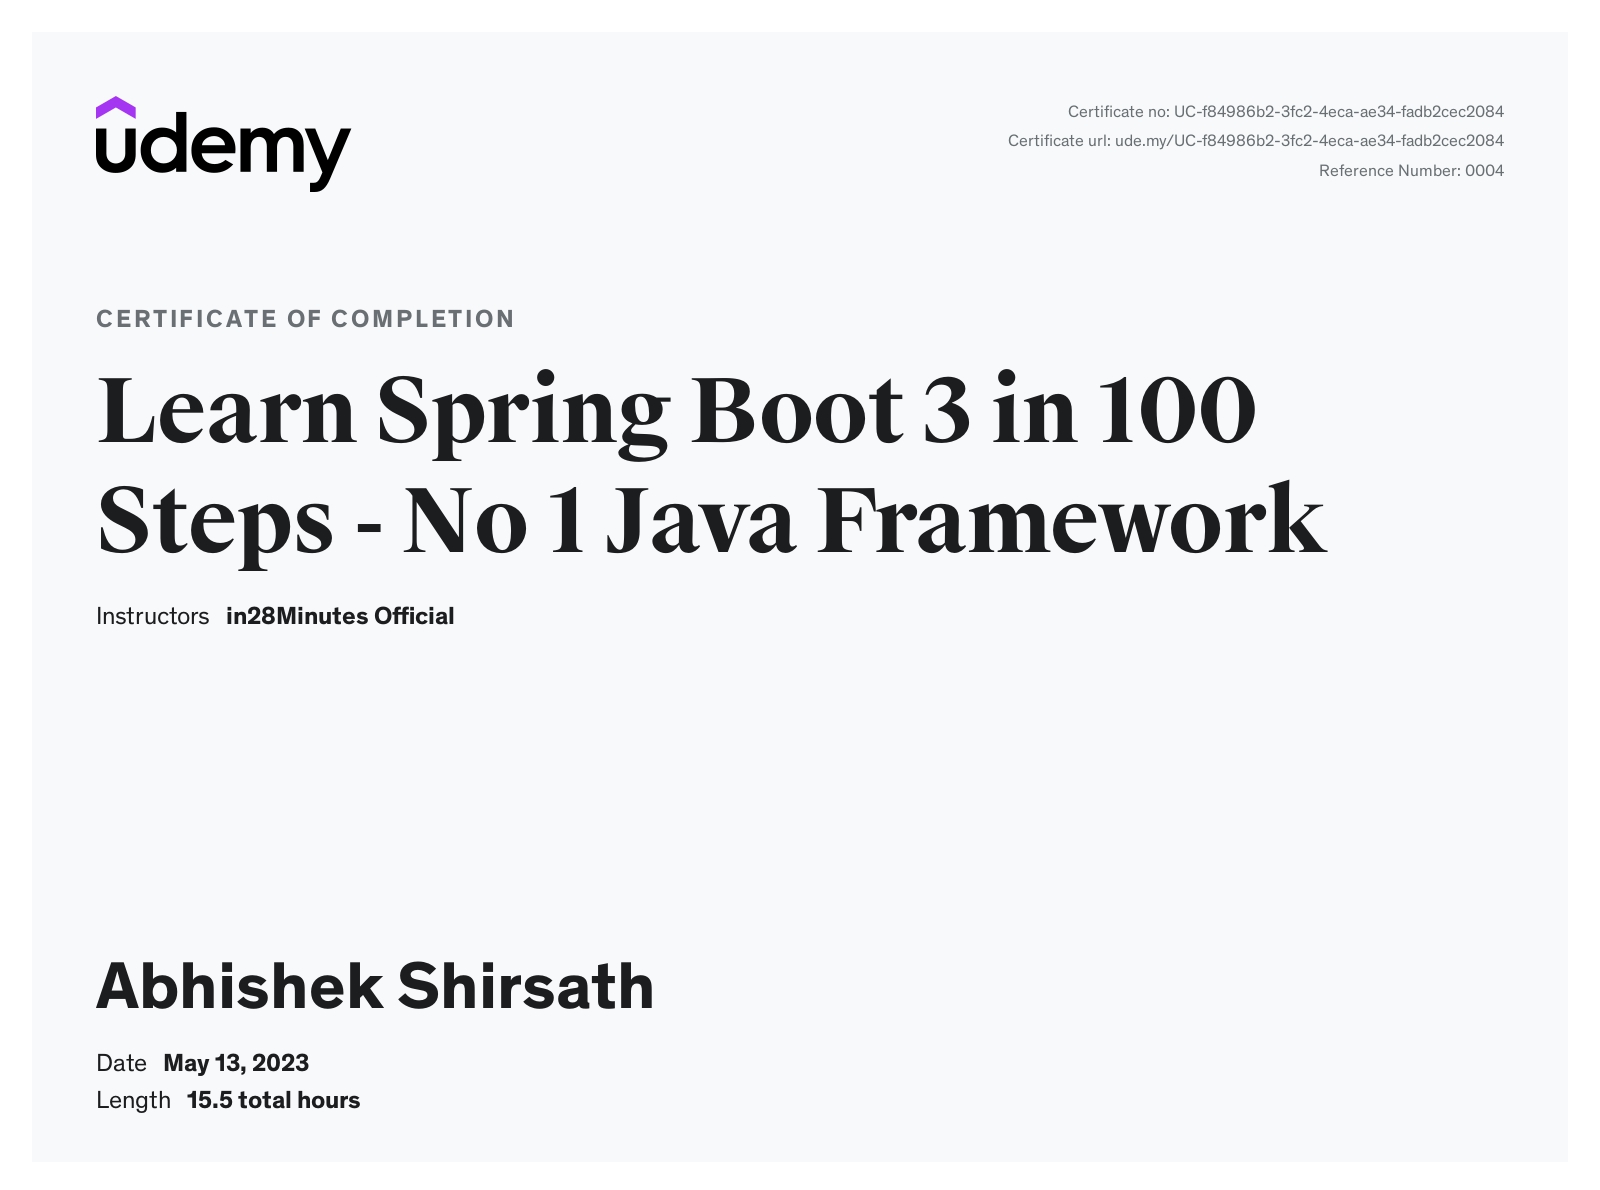 udemy
Certificate no: UC-f84986b2-3fc2-4eca-ae34-fadb2cec2084
Certificate url: ude.my/UC-f84986b2-3fc2-4eca-ae34-fadb2cec2084
Reference Number: 0004
CERTIFICATE OF COMPLETION
Learn Spring Boot 3 in 100
Steps - No 1 Java Framework
Instructors in28Minutes Official
Abhishek Shirsath
Date May 13, 2023
Length 15.5 total hours